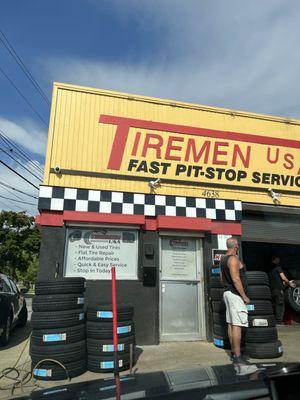 TIREMEN US
FAST PIT-STOP SERVIC
4638
• New & Used Tires
• Flat Tire Repair
• Affordable Prices
• Quick & Easy
Stop in Today